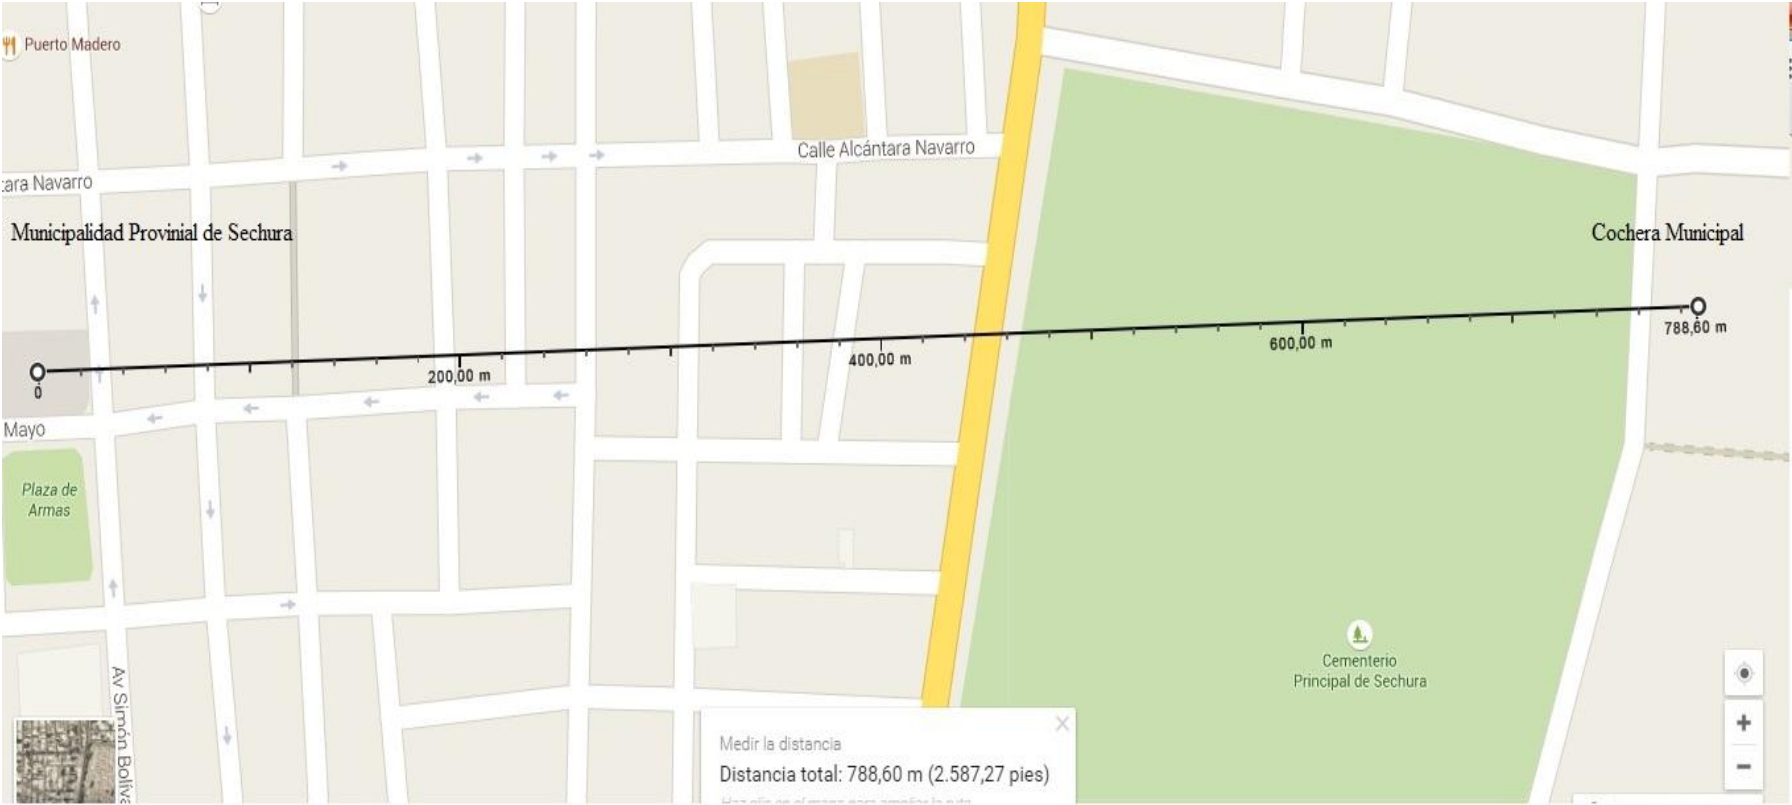 Puerto Madero
Calle Alcántara Navarro
ara Navarro
Municipalidad Provinial de Sechura
Cochera Municipal
788,60 m
600,00 m
400,00 m
200,00 m
0
Mayo
Plaza de
Armas
Cementerio
Principal de Sechura
Av Simón Bolíva
Medir la distancia
Distancia total: 788,60 m (2.587,27 pies)